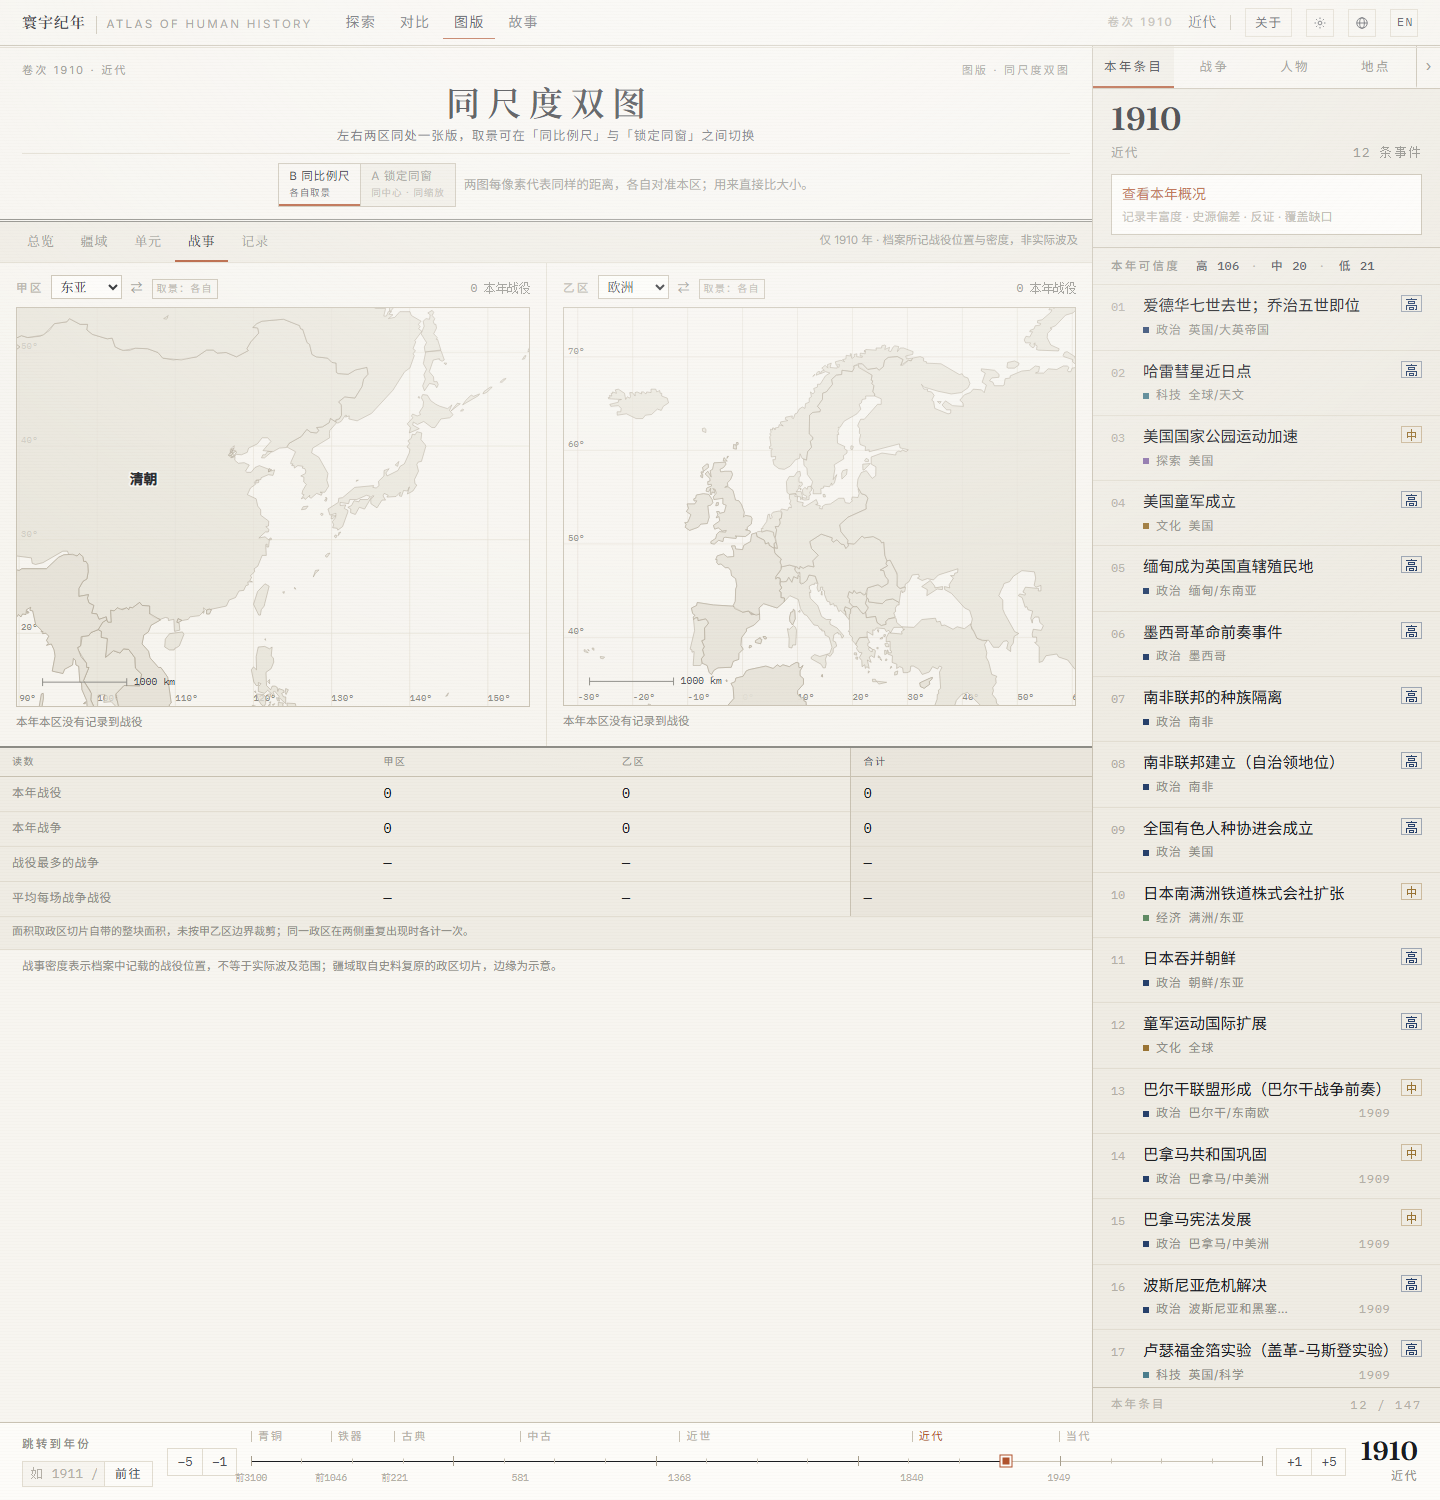 寰宇纪年 ATLAS OF HUMAN HISTORY 探索 对比 图版 故事 卷次 1910 近代 关于 EN
卷次 1910 · 近代 图版 · 同尺度双图
同尺度双图
左右两区同处一张版，取景可在「同比例尺」与「锁定同窗」之间切换
B 同比例尺 A 锁定同窗
各自取景 同中心 · 同缩放
两图每像素代表同样的距离，各自对准本区；用来直接比大小。
总览 疆域 单元 战事 记录 仅 1910 年 · 档案所记战役位置与密度，非实际波及
甲区 东亚 ⇄ 取景：各自 0 本年战役
60°
40°
清朝
30°
20°
1000 km
90° 110° 130° 140° 150°
本年本区没有记录到战役
乙区 欧洲 ⇄ 取景：各自 0 本年战役
70°
60°
50°
40°
1000 km
-30° -20° -10° 20° 30° 40° 50°
本年本区没有记录到战役
读数 甲区 乙区 合计
本年战役 0 0 0
本年战争 0 0 0
战役最多的战争 — — —
平均每场战争战役 — — —
面积取政区切片自带的整块面积，未按甲乙区边界裁剪；同一政区在两侧重复出现时各计一次。
战事密度表示档案中记载的战役位置，不等于实际波及范围；疆域取自史料复原的政区切片，边缘为示意。
本年条目 战争 人物 地点 ›
1910
近代 12 条事件
查看本年概况
记录丰富度 · 史源偏差 · 反证 · 覆盖缺口
本年可信度 高 106 · 中 20 · 低 21
01 爱德华七世去世；乔治五世即位 高
政治 英国/大英帝国
02 哈雷彗星近日点 高
科技 全球/天文
03 美国国家公园运动加速 中
探索 美国
04 美国童军成立 高
文化 美国
05 缅甸成为英国直辖殖民地 高
政治 缅甸/东南亚
06 墨西哥革命前奏事件 高
政治 墨西哥
07 南非联邦的种族隔离 高
政治 南非
08 南非联邦建立（自治领地位） 高
政治 南非
09 全国有色人种协进会成立 高
政治 美国
10 日本南满洲铁道株式会社扩张 中
经济 满洲/东亚
11 日本吞并朝鲜 高
政治 朝鲜/东亚
12 童军运动国际扩展 高
文化 全球
13 巴尔干联盟形成（巴尔干战争前奏） 中
政治 巴尔干/东南欧 1909
14 巴拿马共和国巩固 中
政治 巴拿马/中美洲 1909
15 巴拿马宪法发展 中
政治 巴拿马/中美洲 1909
16 波斯尼亚危机解决 高
政治 波斯尼亚和黑塞… 1909
17 卢瑟福金箔实验（盖革-马斯登实验） 高
科技 英国/科学 1909
本年条目 12 / 147
跳转到年份
如 1911 / 前往
−5 −1
青铜 铁器 古典 中古 近世 近代 当代
前3100 前1046 前221 581 1368 1840 1949
+1 +5
1910
近代